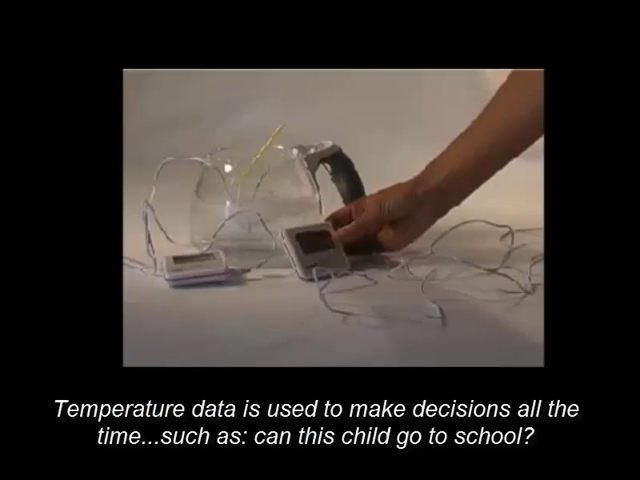 Temperature data is used to make decisions all the
time...such as: can this child go to school?